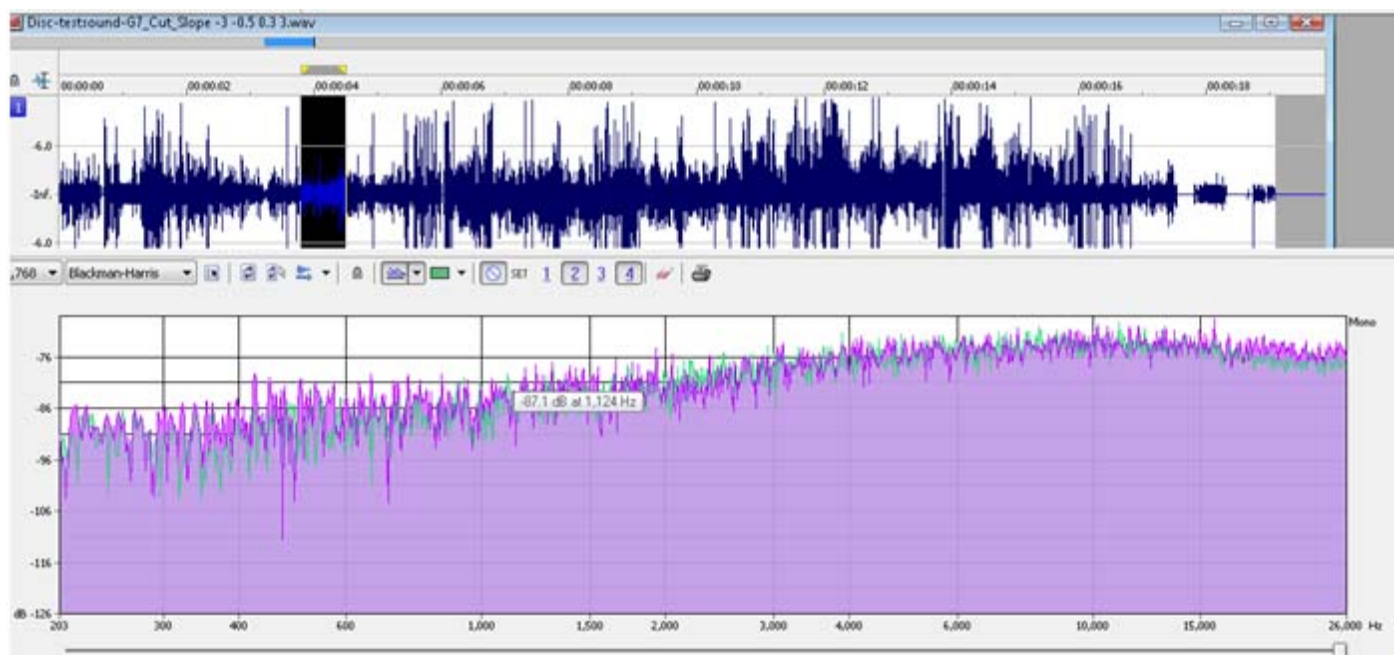 Disc-testsound-G7_Cut_Slope -3 -0.5 0.3 3.wav
00:00:00 00:00:02 00:00:04 00:00:06 00:00:08 00:00:10 00:00:12 00:00:14 00:00:16 00:00:18
1
-6.0
-Inf.
-6.0
,768 Blackman-Harris SET 1 2 3 4
Mono
-76
-86
-87.1 dB at 1,124 Hz
-96
-106
-116
dB -126
203 300 400 600 1,000 1,500 2,000 3,000 4,000 6,000 10,000 15,000 26,000 Hz